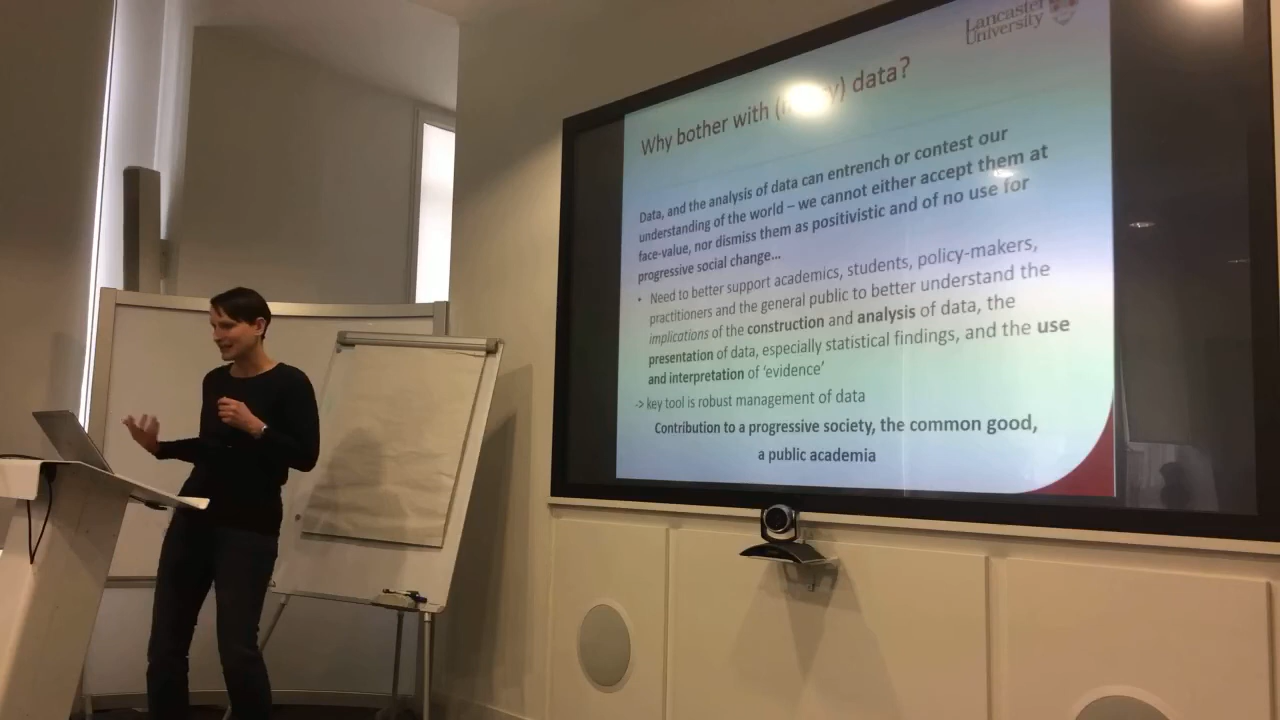 Lancaster
University
Why bother with ( y) data?
Data, and the analysis of data can entrench or contest our
understanding of the world – we cannot either accept them at
face-value, nor dismiss them as positivistic and of no use for
progressive social change…
• Need to better support academics, students, policy-makers,
practitioners and the general public to better understand the
implications of the construction and analysis of data, the
presentation of data, especially statistical findings, and the use
and interpretation of ‘evidence’
-> key tool is robust management of data
Contribution to a progressive society, the common good,
a public academia